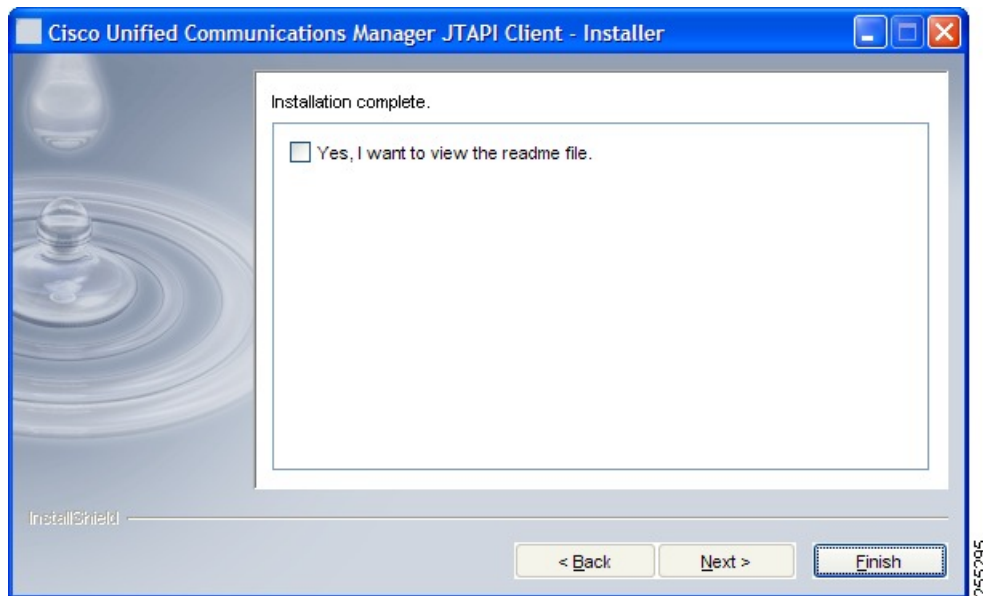 Cisco Unified Communications Manager JTAPI Client - Installer
Installation complete.
Yes, I want to view the readme file.
InstallShield
< Back
Next >
Finish
255295